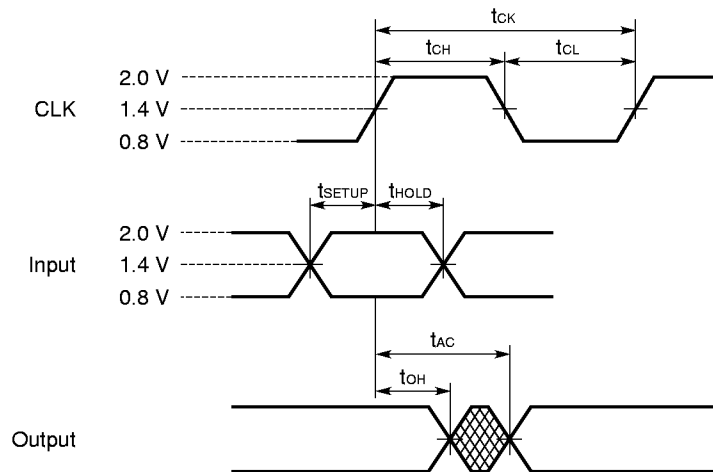 tCK
tCH tCL
2.0 V
CLK 1.4 V
0.8 V
tSETUP tHOLD
2.0 V
Input 1.4 V
0.8 V
tAC
tOH
Output